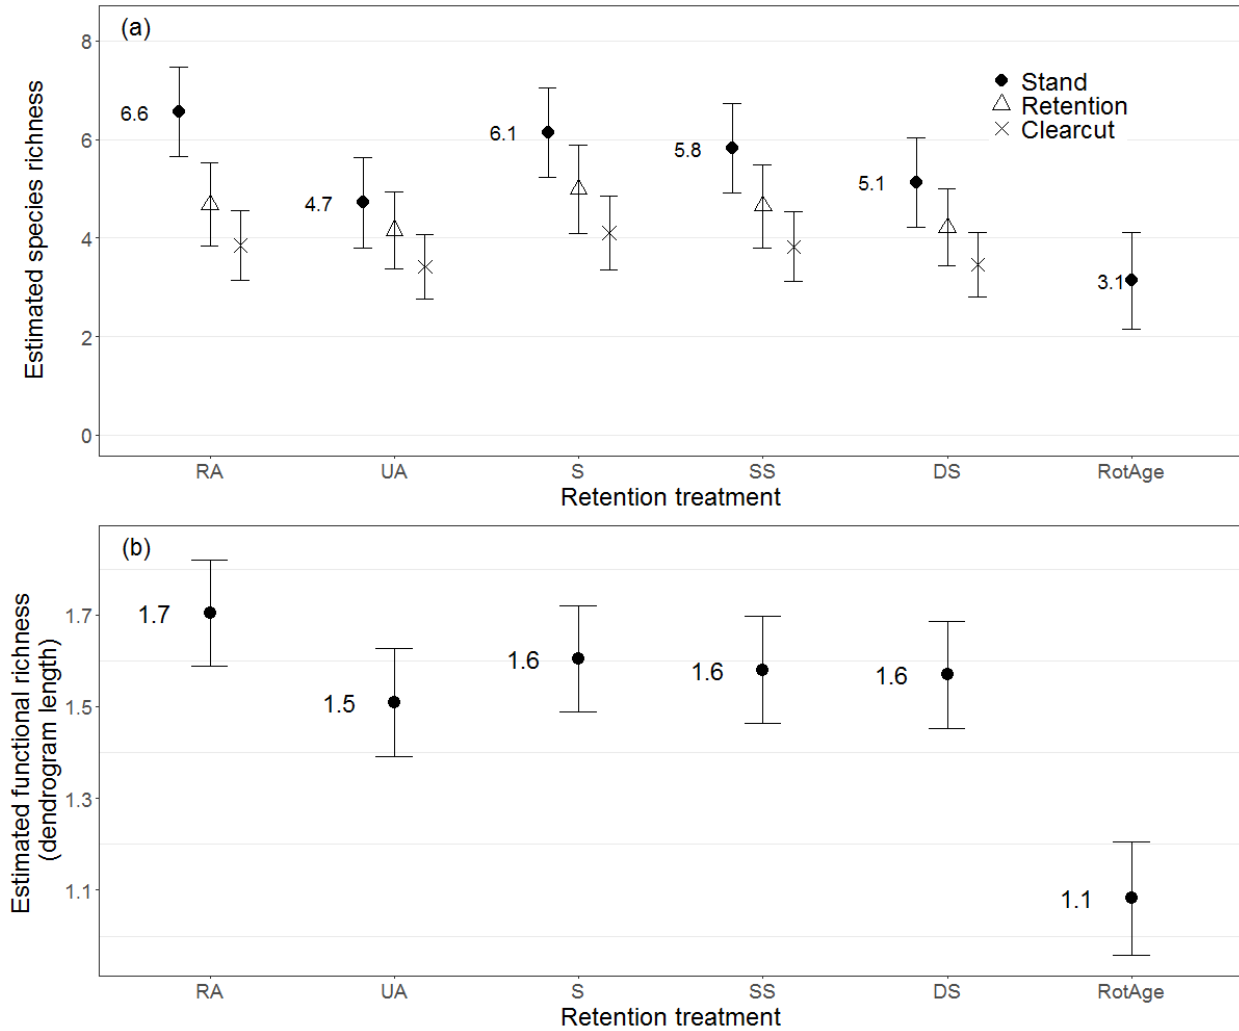 (a)
Estimated species richness
8
6
4
2
0
Stand
Retention
Clearcut
6.6
4.7
6.1
5.8
5.1
3.1
RA UA S SS DS RotAge
Retention treatment
(b)
Estimated functional richness
(dendrogram length)
1.7
1.5
1.3
1.1
1.7
1.5
1.6
1.6
1.6
1.1
RA UA S SS DS RotAge
Retention treatment